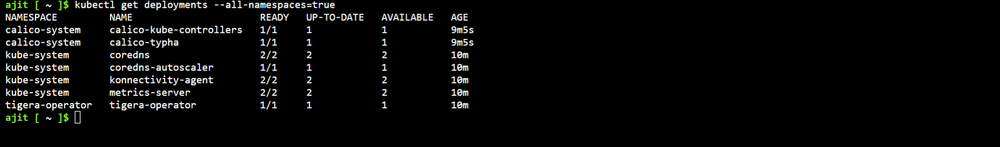 ajit [ ~ ]$ kubectl get deployments --all-namespaces=true
NAMESPACE         NAME                      READY   UP-TO-DATE   AVAILABLE   AGE
calico-system     calico-kube-controllers   1/1     1            1           9m5s
calico-system     calico-typha              1/1     1            1           9m5s
kube-system       coredns                   2/2     2            2           10m
kube-system       coredns-autoscaler        1/1     1            1           10m
kube-system       konnectivity-agent        2/2     2            2           10m
kube-system       metrics-server            2/2     2            2           10m
tigera-operator   tigera-operator           1/1     1            1           10m
ajit [ ~ ]$